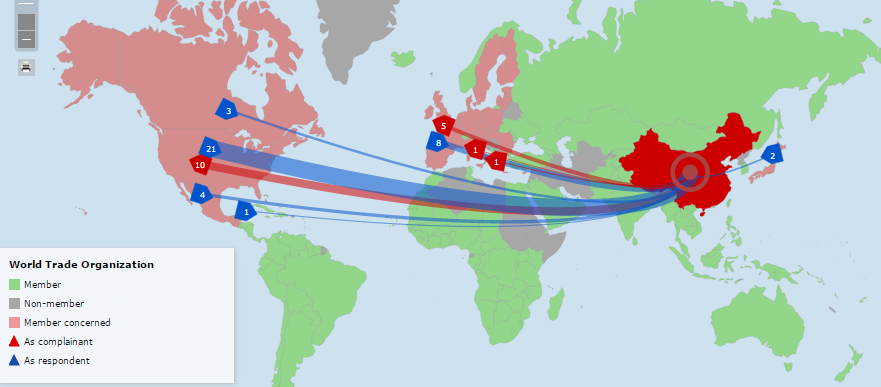 3
5
21
8
1
1
2
10
4
1
World Trade Organization
Member
Non-member
Member concerned
As complainant
As respondent